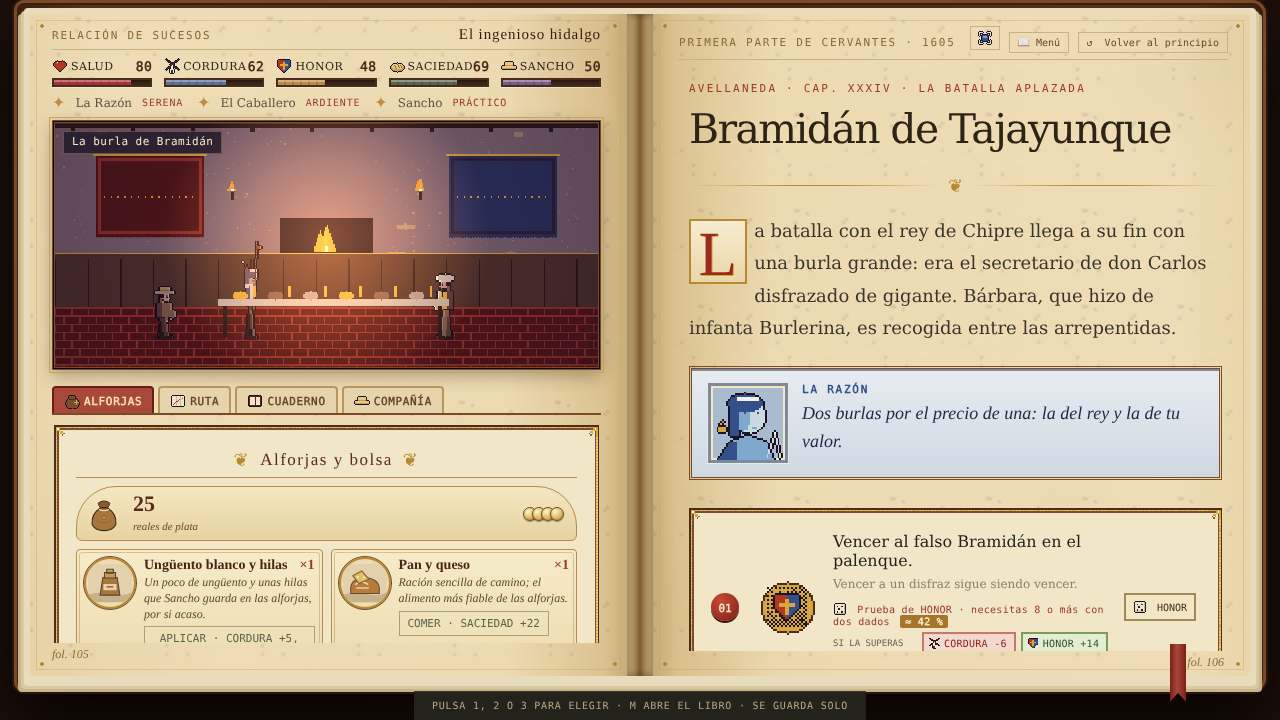 RELACIÓN DE SUCESOS
El ingenioso hidalgo
SALUD 80
CORDURA 62
HONOR 48
SACIEDAD 69
SANCHO 50
La Razón SERENA
El Caballero ARDIENTE
Sancho PRÁCTICO
La burla de Bramidán
ALFORJAS
RUTA
CUADERNO
COMPAÑÍA
Alforjas y bolsa
25
reales de plata
Ungüento blanco y hilas ×1
Un poco de ungüento y unas hilas
que Sancho guarda en las alforjas,
por si acaso.
APLICAR · CORDURA +5,
Pan y queso ×1
Ración sencilla de camino; el
alimento más fiable de las alforjas.
COMER · SACIEDAD +22
fol. 105
PRIMERA PARTE DE CERVANTES · 1605
Menú
↺ Volver al principio
AVELLANEDA · CAP. XXXIV · LA BATALLA APLAZADA
Bramidán de Tajayunque
La batalla con el rey de Chipre llega a su fin con
una burla grande: era el secretario de don Carlos
disfrazado de gigante. Bárbara, que hizo de
infanta Burlerina, es recogida entre las arrepentidas.
LA RAZÓN
Dos burlas por el precio de una: la del rey y la de tu
valor.
01
Vencer al falso Bramidán en el
palenque.
Vencer a un disfraz sigue siendo vencer.
Prueba de HONOR · necesitas 8 o más con
dos dados ≈ 42 %
SI LA SUPERAS CORDURA -6 HONOR +14
HONOR
fol. 106
PULSA 1, 2 O 3 PARA ELEGIR · M ABRE EL LIBRO · SE GUARDA SOLO